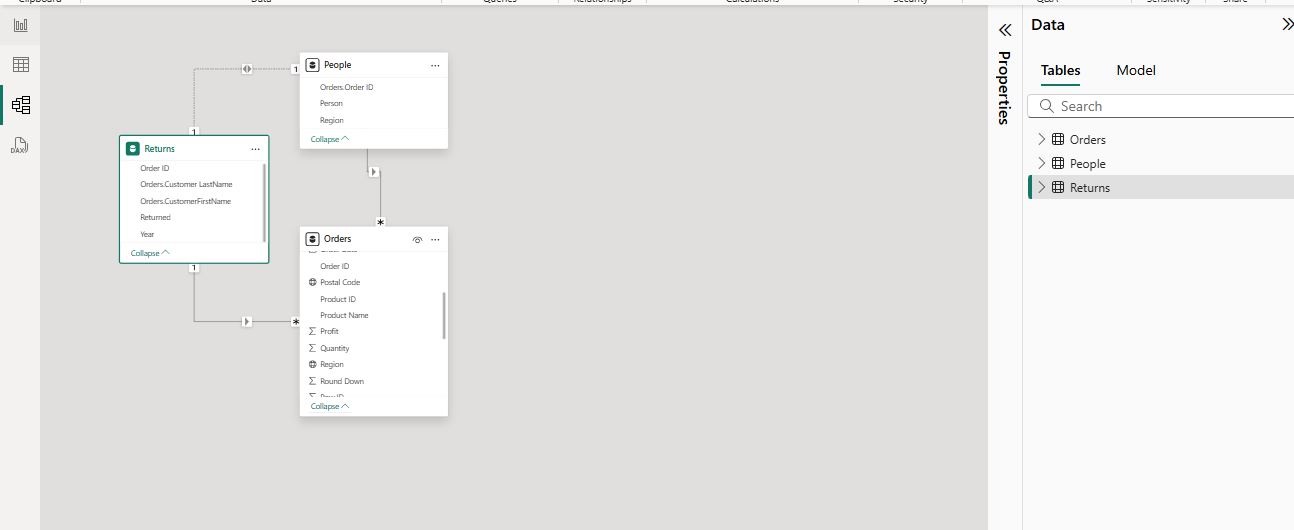 Clipboard Data Queries Relationships Calculations Security Q&A Sensitivity Share
Data
Tables Model
Search
Orders
People
Returns
Properties
People
Orders.Order ID
Person
Region
Collapse
1
1
Returns
Order ID
Orders.Customer LastName
Orders.CustomerFirstName
Returned
Year
Collapse
1
*
*
Orders
Order ID
Postal Code
Product ID
Product Name
Profit
Quantity
Region
Round Down
Row ID
Collapse
DAX